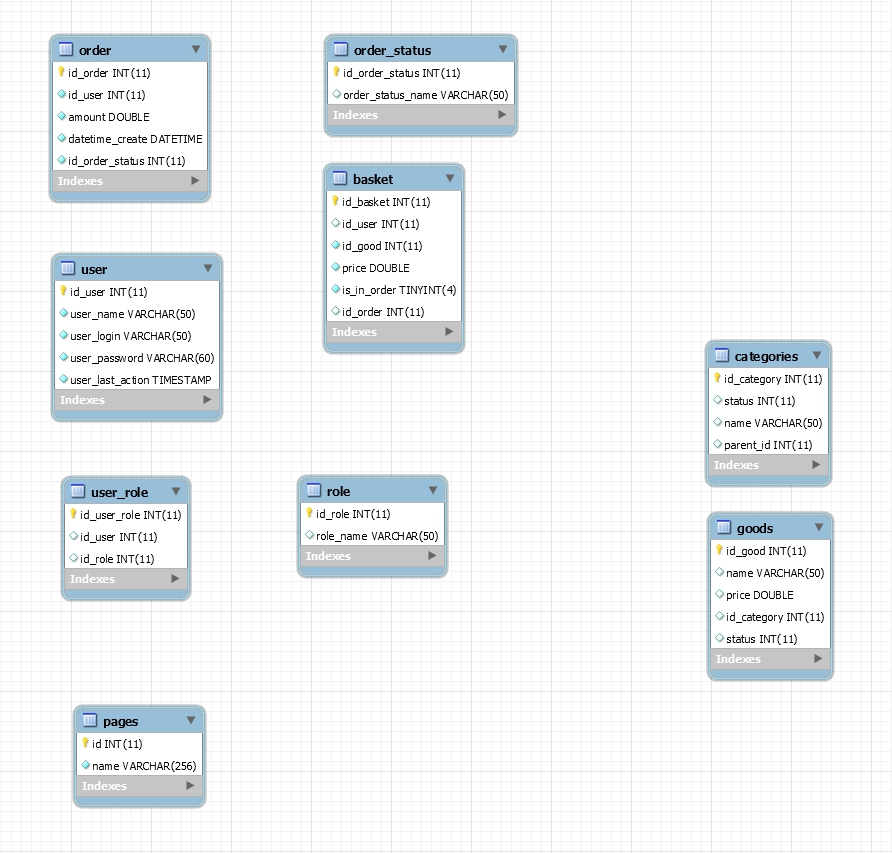 order
id_order INT(11)
id_user INT(11)
amount DOUBLE
datetime_create DATETIME
id_order_status INT(11)
Indexes
order_status
id_order_status INT(11)
order_status_name VARCHAR(50)
Indexes
basket
id_basket INT(11)
id_user INT(11)
id_good INT(11)
price DOUBLE
is_in_order TINYINT(4)
id_order INT(11)
Indexes
user
id_user INT(11)
user_name VARCHAR(50)
user_login VARCHAR(50)
user_password VARCHAR(60)
user_last_action TIMESTAMP
Indexes
categories
id_category INT(11)
status INT(11)
name VARCHAR(50)
parent_id INT(11)
Indexes
user_role
id_user_role INT(11)
id_user INT(11)
id_role INT(11)
Indexes
role
id_role INT(11)
role_name VARCHAR(50)
Indexes
goods
id_good INT(11)
name VARCHAR(50)
price DOUBLE
id_category INT(11)
status INT(11)
Indexes
pages
id INT(11)
name VARCHAR(256)
Indexes